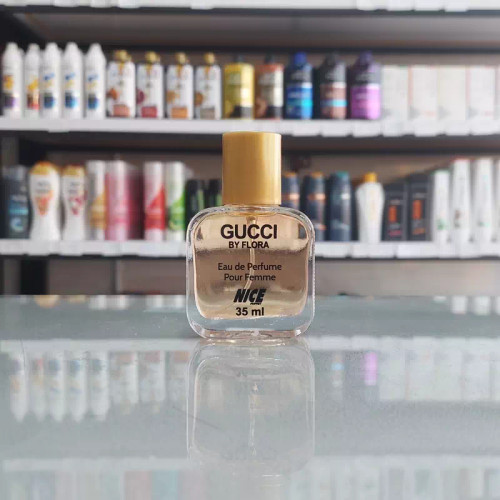 GUCCI
BY FLORA
Eau de Perfume
Pour Femme
NICE
35 ml